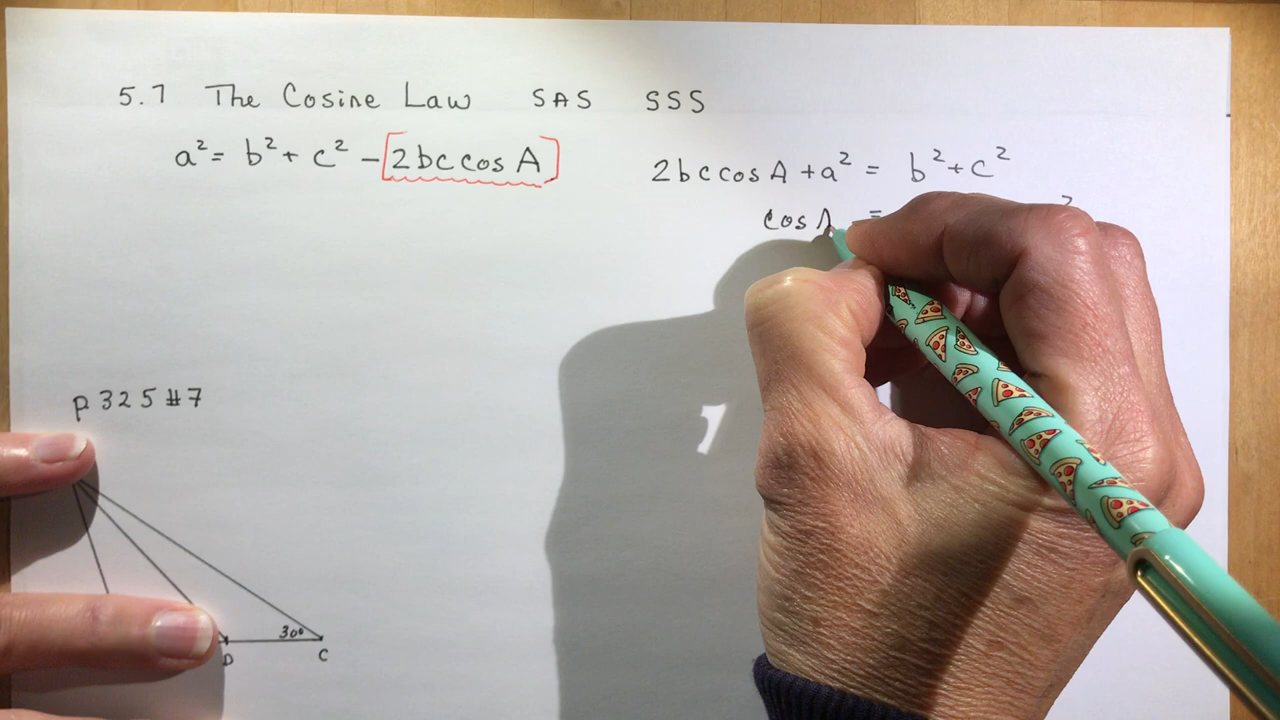 5.7 The Cosine Law SAS SSS
a² = b² + c² - 2bc cos A
2bc cos A + a² = b² + c²
cos A =
²
p 325 #7
30°
D C